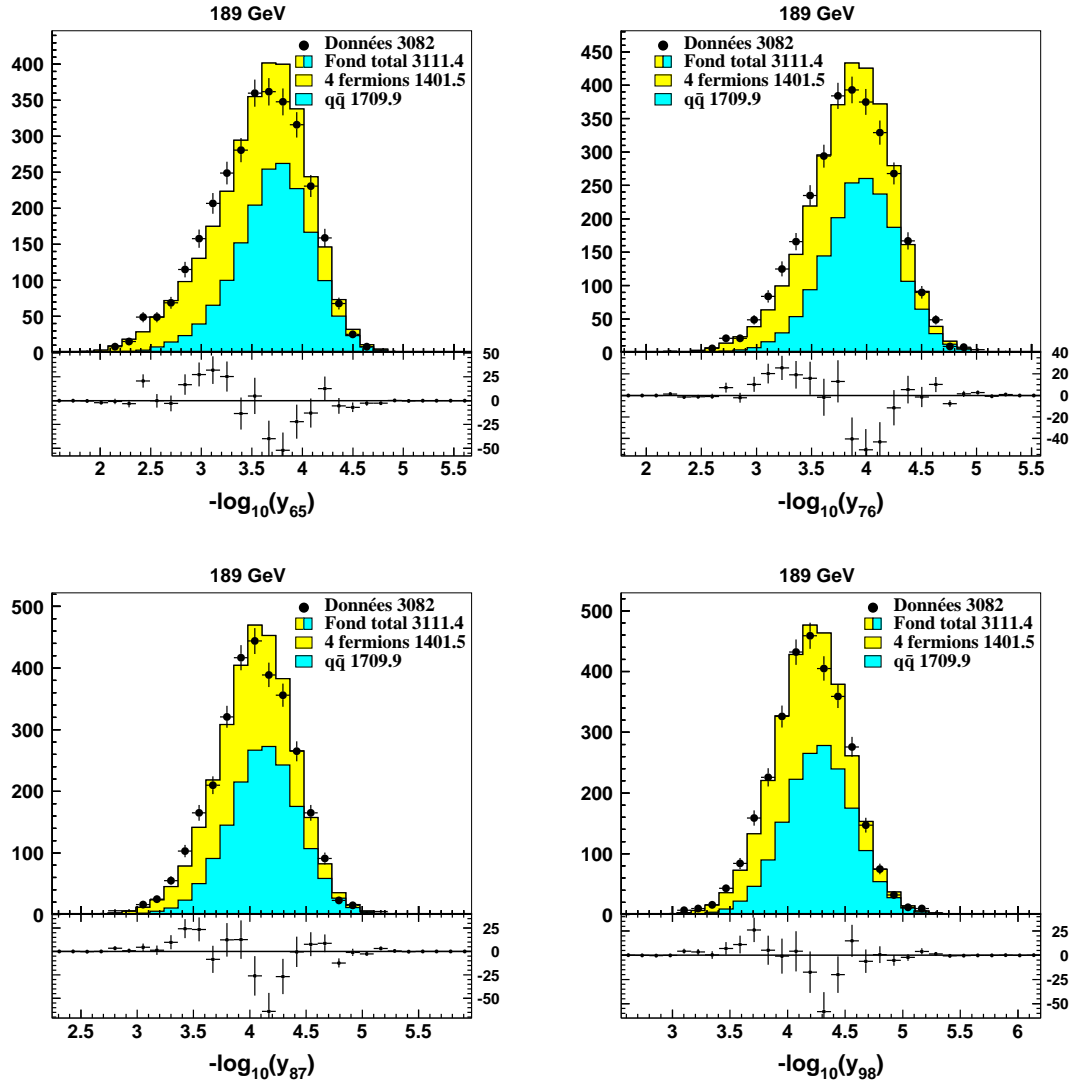 189 GeV
Données 3082
Fond total 3111.4
4 fermions 1401.5
qq̄ 1709.9
400
350
300
250
200
150
100
50
0
50
25
0
-25
-50
2 2.5 3 3.5 4 4.5 5 5.5
-log10(y65)
189 GeV
Données 3082
Fond total 3111.4
4 fermions 1401.5
qq̄ 1709.9
450
400
350
300
250
200
150
100
50
0
40
20
0
-20
-40
2 2.5 3 3.5 4 4.5 5 5.5
-log10(y76)
189 GeV
Données 3082
Fond total 3111.4
4 fermions 1401.5
qq̄ 1709.9
500
400
300
200
100
0
25
0
-25
-50
2.5 3 3.5 4 4.5 5 5.5
-log10(y87)
189 GeV
Données 3082
Fond total 3111.4
4 fermions 1401.5
qq̄ 1709.9
500
400
300
200
100
0
25
0
-25
-50
3 3.5 4 4.5 5 5.5 6
-log10(y98)